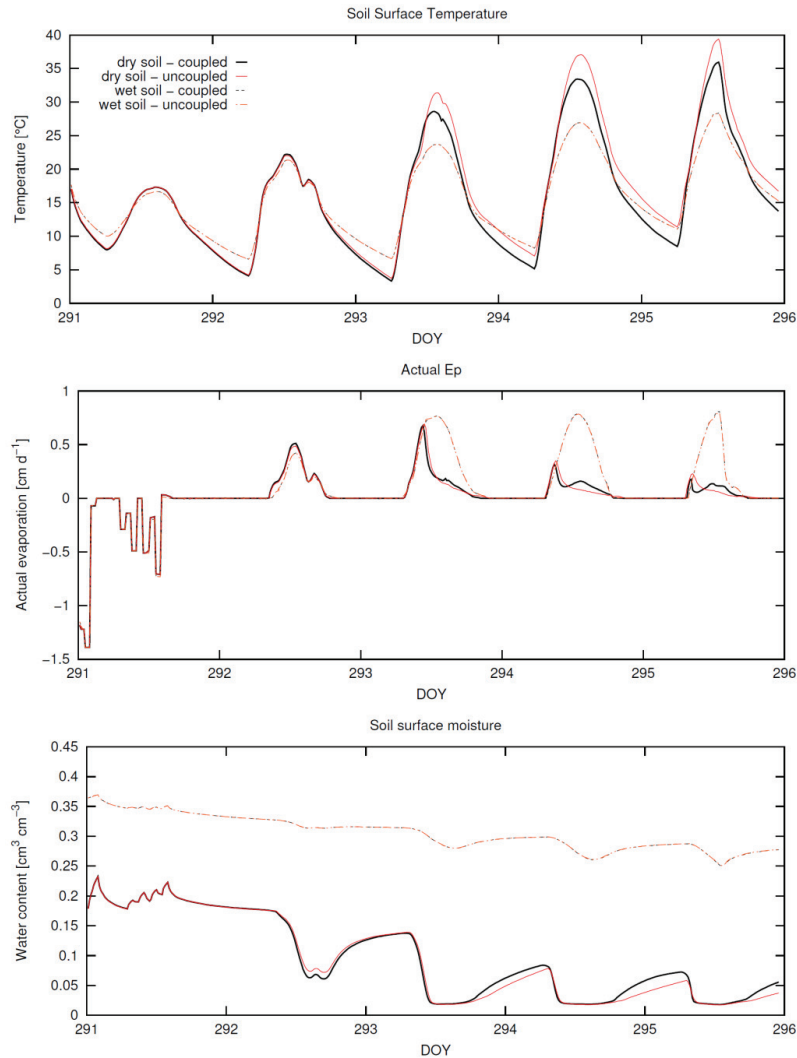 Soil Surface Temperature
40
35
30
25
20
15
10
5
0
Temperature [°C]
dry soil – coupled
dry soil – uncoupled
wet soil – coupled
wet soil – uncoupled
291 292 293 294 295 296
DOY
Actual Ep
1
0.5
0
−0.5
−1
−1.5
Actual evaporation [cm d⁻¹]
291 292 293 294 295 296
DOY
Soil surface moisture
0.45
0.4
0.35
0.3
0.25
0.2
0.15
0.1
0.05
0
Water content [cm³ cm⁻³]
291 292 293 294 295 296
DOY